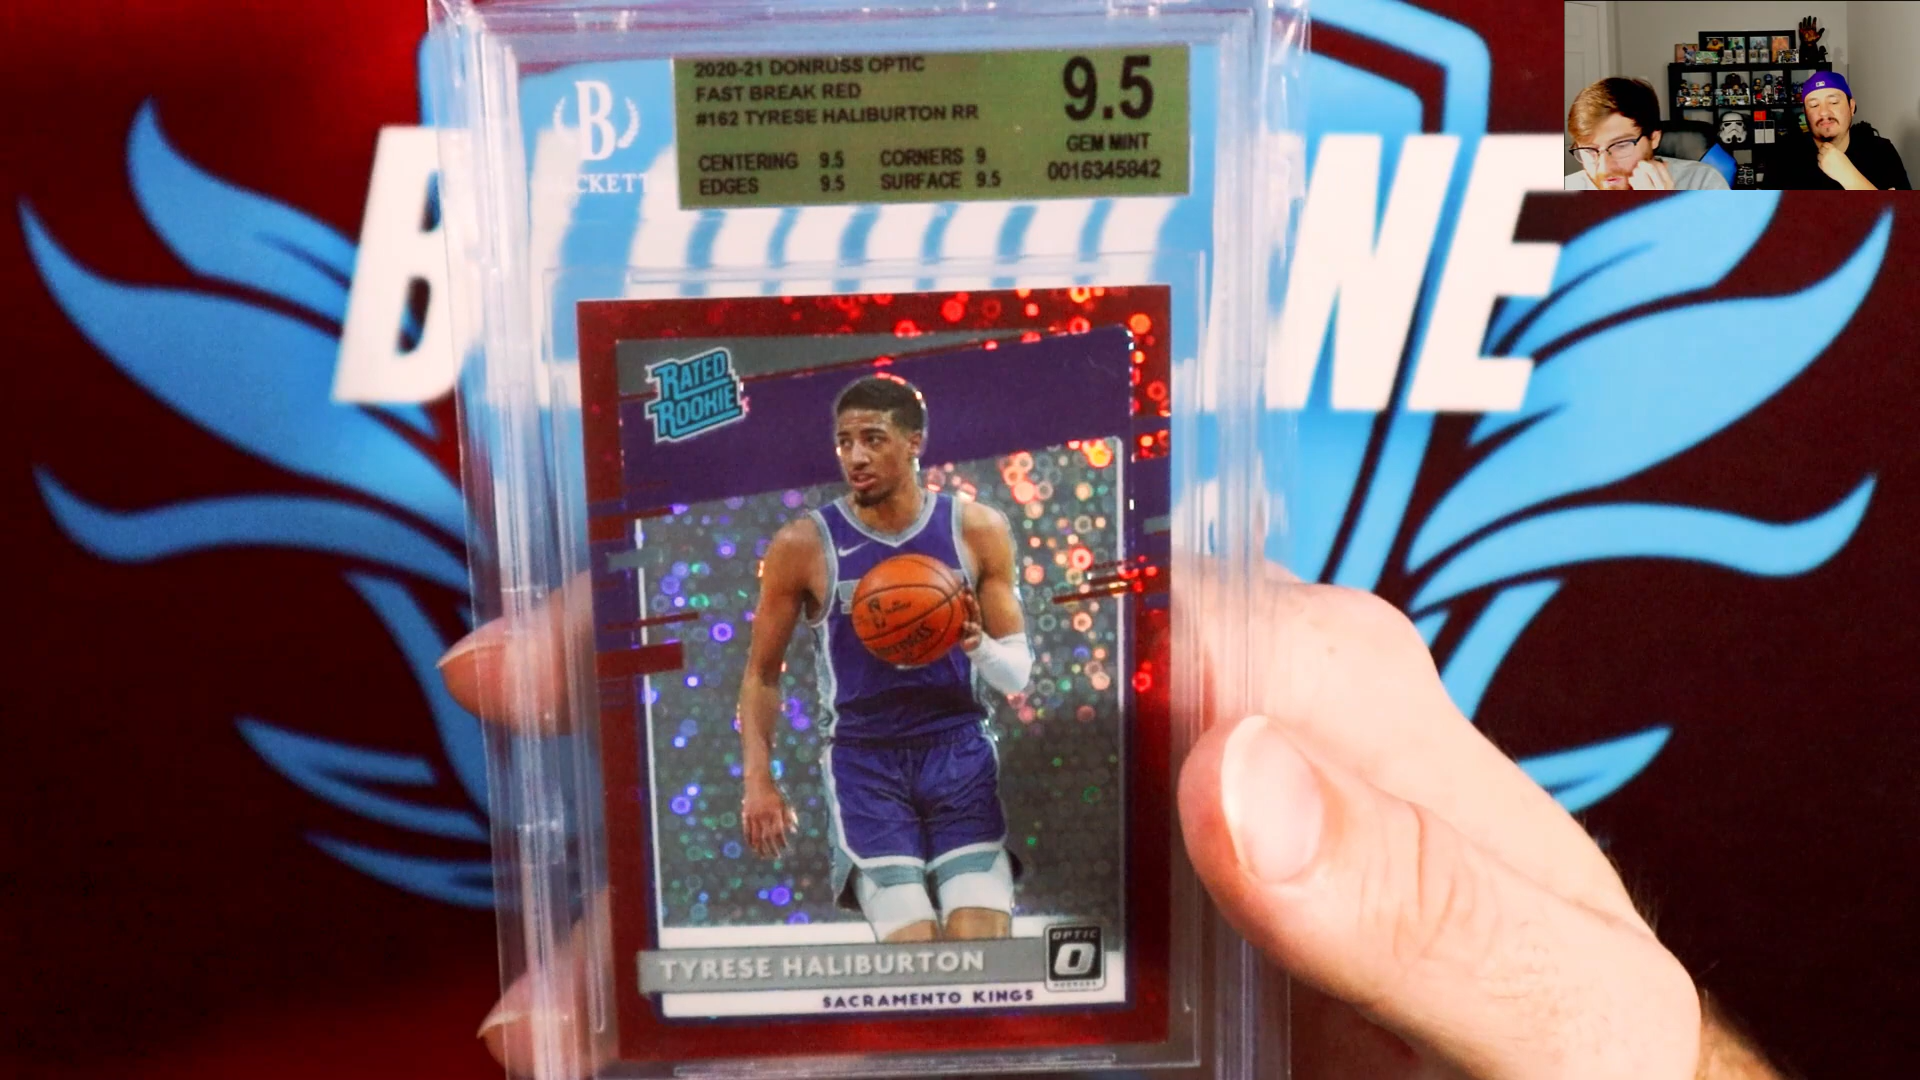 2020-21 DONRUSS OPTIC
FAST BREAK RED
#162 TYRESE HALIBURTON RR
9.5
GEM MINT
0016345842
CENTERING 9.5 CORNERS 9
EDGES 9.5 SURFACE 9.5
B
RATED
ROOKIE
OPTIC
O
TYRESE HALIBURTON
SACRAMENTO KINGS